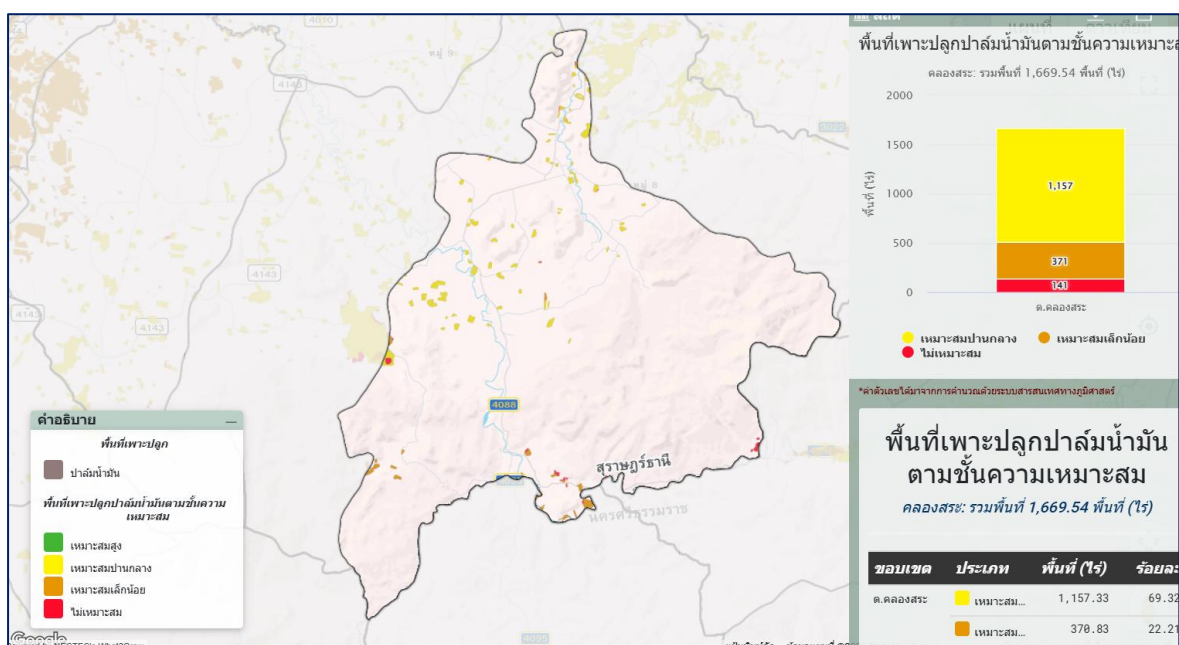 4010
หมู่ 9
4143
4143
4143
4143
หมู่ 8
4088
สุราษฎร์ธานี
นครศรีธรรมราช
4095
คำอธิบาย
พื้นที่เพาะปลูก
ปาล์มน้ำมัน
พื้นที่เพาะปลูกปาล์มน้ำมันตามชั้นความ
เหมาะสม
เหมาะสมสูง
เหมาะสมปานกลาง
เหมาะสมเล็กน้อย
ไม่เหมาะสม
Google
สถิติ
แผนที่
พื้นที่เพาะปลูกปาล์มน้ำมันตามชั้นความเหมาะส
คลองสระ: รวมพื้นที่ 1,669.54 พื้นที่ (ไร่)
พื้นที่ (ไร่)
2000
1500
1000
500
0
1,157
371
141
ต.คลองสระ
เหมาะสมปานกลาง เหมาะสมเล็กน้อย
ไม่เหมาะสม
*ค่าตัวเลขได้มาจากการคำนวณด้วยระบบสารสนเทศทางภูมิศาสตร์
พื้นที่เพาะปลูกปาล์มน้ำมัน
ตามชั้นความเหมาะสม
คลองสระ: รวมพื้นที่ 1,669.54 พื้นที่ (ไร่)
ขอบเขต ประเภท พื้นที่ (ไร่) ร้อยละ
ต.คลองสระ เหมาะสม... 1,157.33 69.32
เหมาะสม... 370.83 22.21